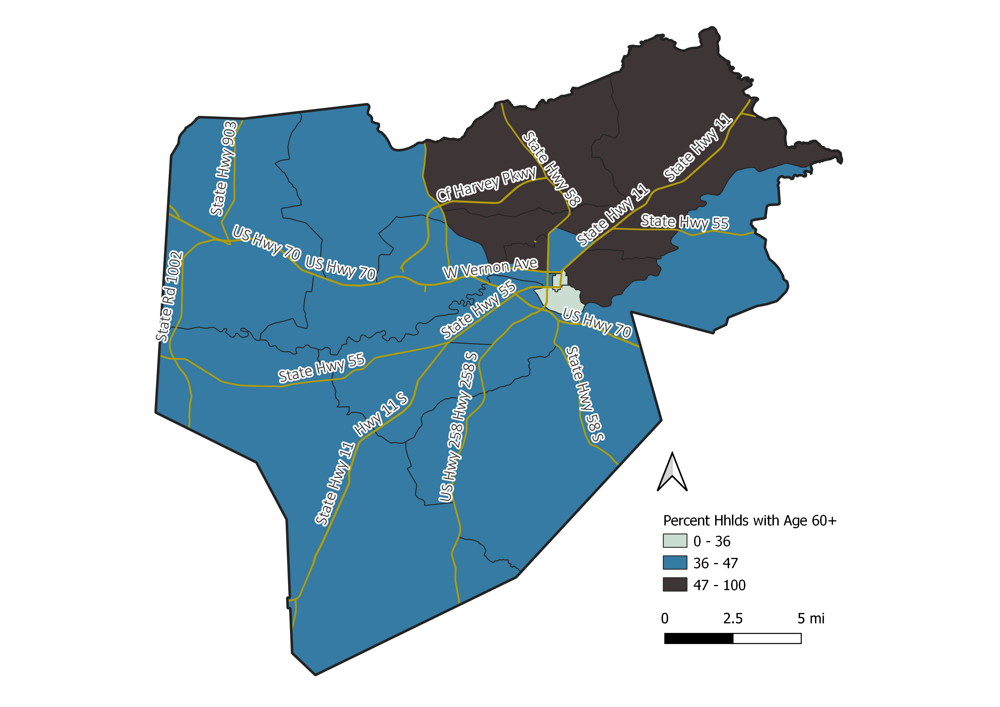 State Hwy 903
State Hwy 58
State Hwy 11
Cf Harvey Pkwy
State Hwy 11
State Hwy 55
US Hwy 70
US Hwy 70
W Vernon Ave
State Rd 1002
State Hwy 55
US Hwy 70
State Hwy 55
State Hwy 58 S
US Hwy 258 Hwy 258 S
Hwy 11 S
State Hwy 11
Percent Hhlds with Age 60+
0 - 36
36 - 47
47 - 100
0 2.5 5 mi